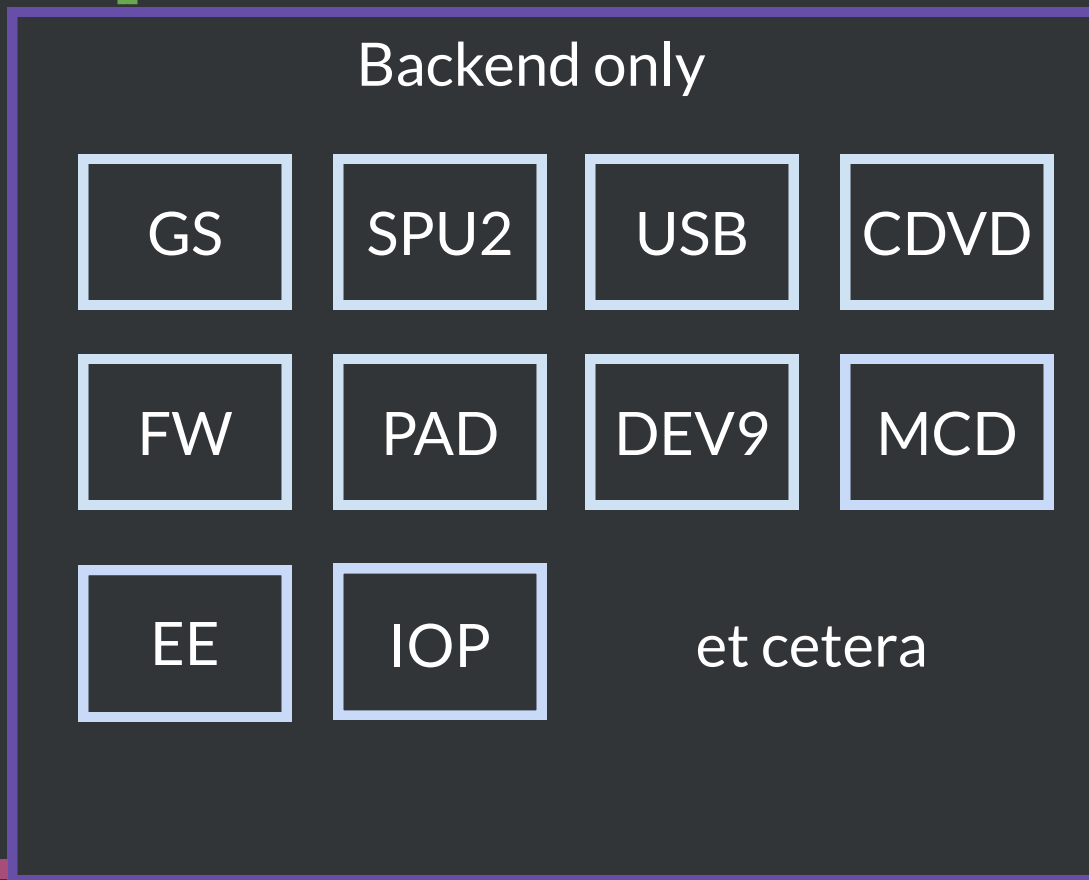 Backend only
GS
SPU2
USB
CDVD
FW
PAD
DEV9
MCD
EE
IOP
et cetera